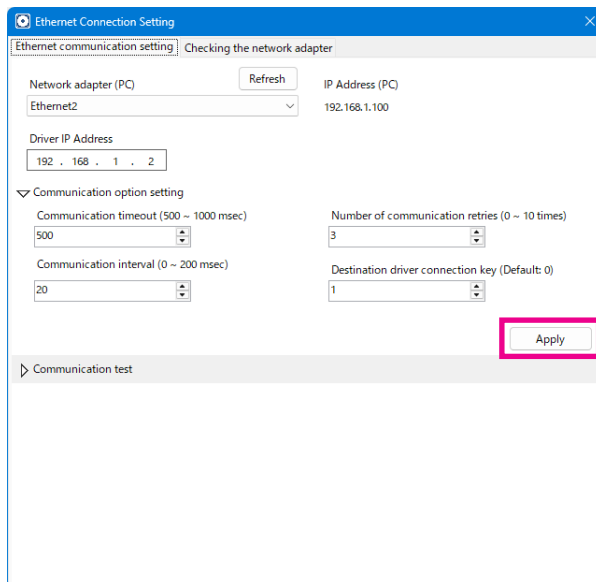 Ethernet Connection Setting
Ethernet communication setting Checking the network adapter
Network adapter (PC) Refresh IP Address (PC)
Ethernet2 192.168.1.100
Driver IP Address
192 . 168 . 1 . 2
Communication option setting
Communication timeout (500 ~ 1000 msec) Number of communication retries (0 ~ 10 times)
500 3
Communication interval (0 ~ 200 msec) Destination driver connection key (Default: 0)
20 1
Apply
Communication test